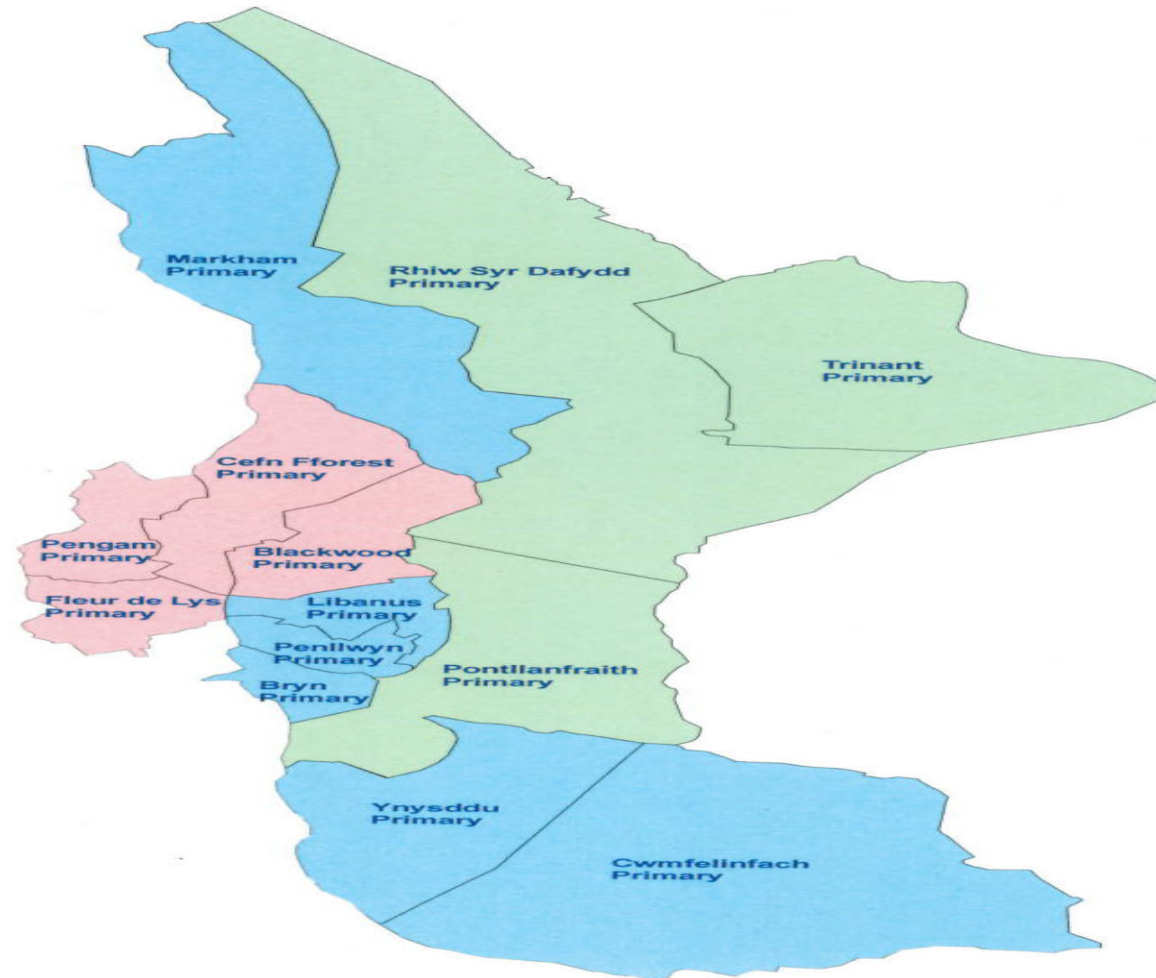 Markham
Primary
Rhiw Syr Dafydd
Primary
Trinant
Primary
Cefn Fforest
Primary
Pengam
Primary
Blackwood
Primary
Fleur de Lys
Primary
Libanus
Primary
Penllwyn
Primary
Pontllanfraith
Primary
Bryn
Primary
Ynysddu
Primary
Cwmfelinfach
Primary